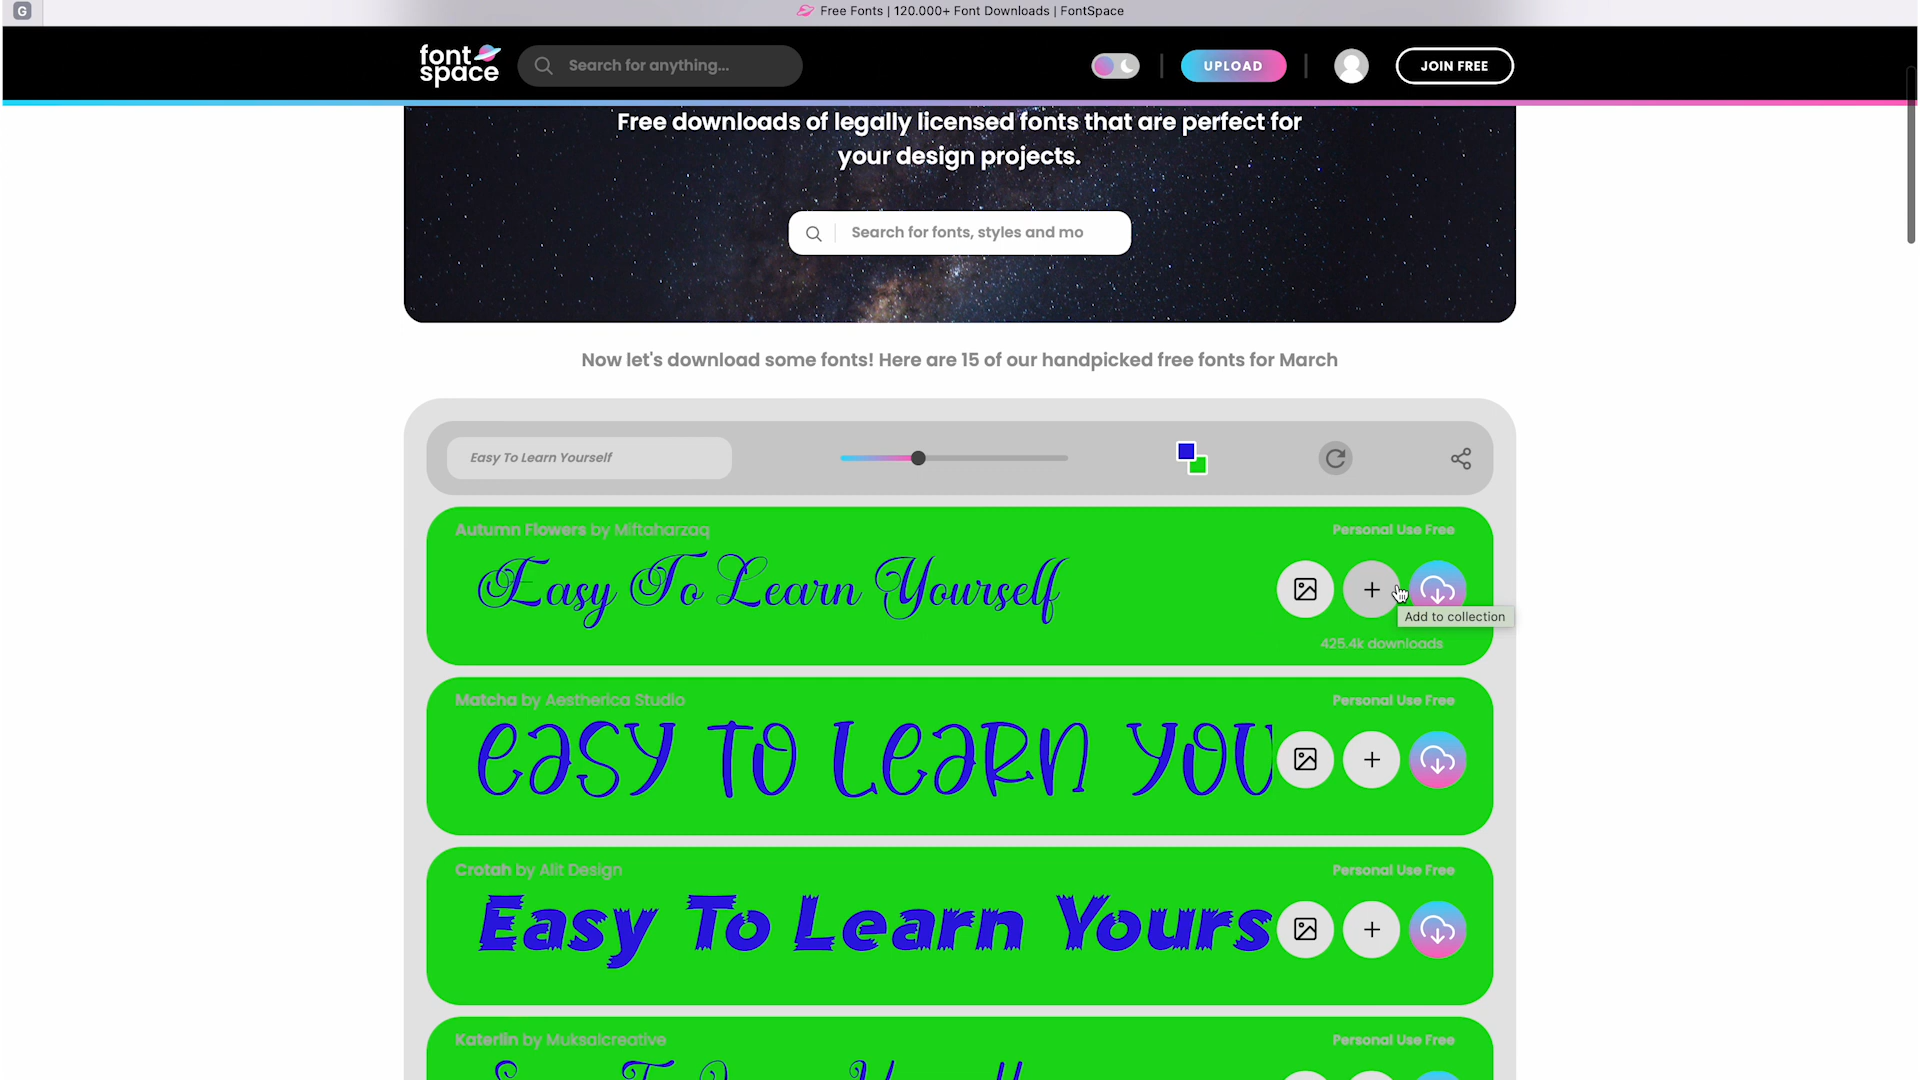 G
Free Fonts | 120.000+ Font Downloads | FontSpace
font
space
Search for anything...
UPLOAD
JOIN FREE
Free downloads of legally licensed fonts that are perfect for
your design projects.
Search for fonts, styles and mo
Now let's download some fonts! Here are 15 of our handpicked free fonts for March
Easy To Learn Yourself
Autumn Flowers by Miftaharzaq
Personal Use Free
Easy To Learn Yourself
Add to collection
425.4k downloads
Matcha by Aestherica Studio
Personal Use Free
EASY TO LEARN YOU
Crotah by Alit Design
Personal Use Free
Easy To Learn Yours
Katerlin by Muksalcreative
Personal Use Free